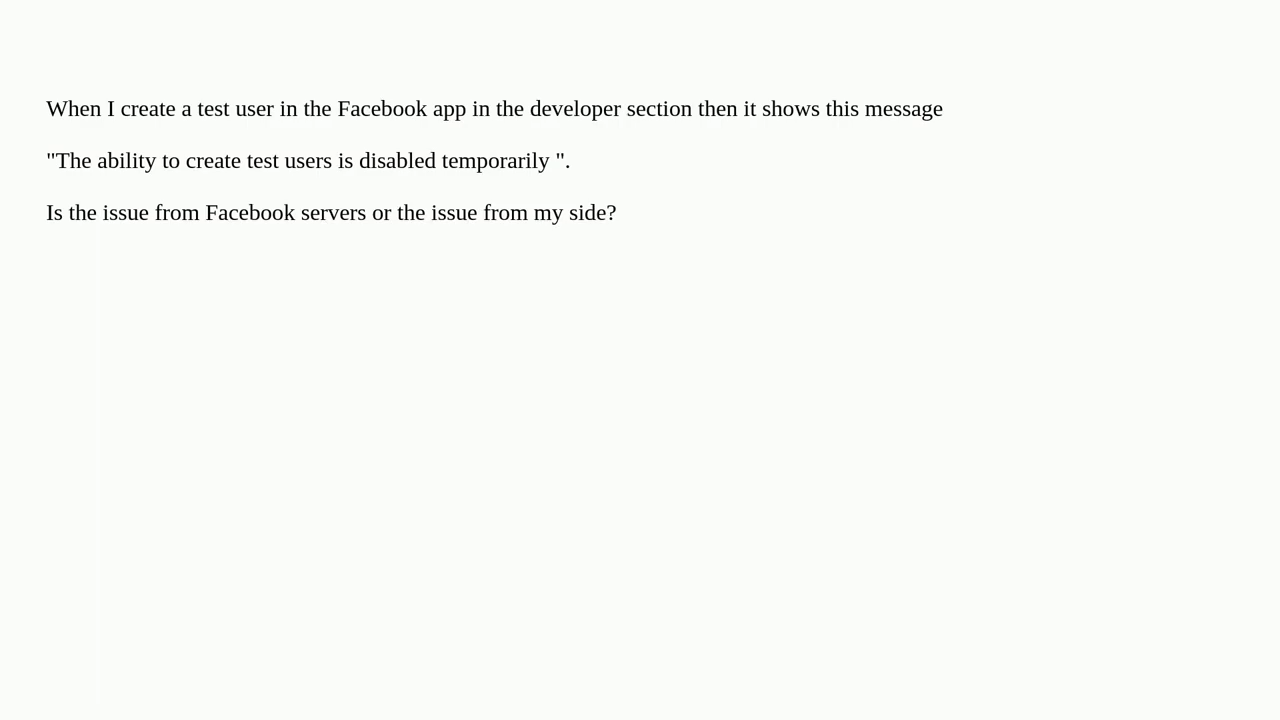 When I create a test user in the Facebook app in the developer section then it shows this message
"The ability to create test users is disabled temporarily ".
Is the issue from Facebook servers or the issue from my side?